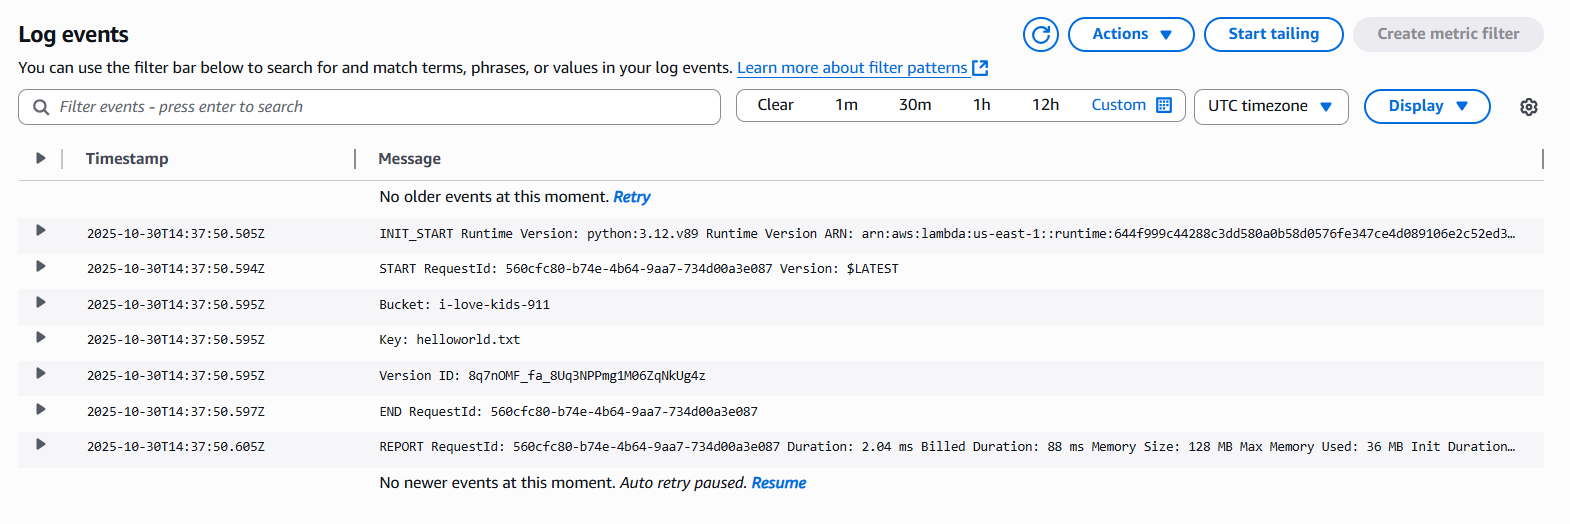 Log events
Actions
Start tailing
Create metric filter
You can use the filter bar below to search for and match terms, phrases, or values in your log events. Learn more about filter patterns
Filter events - press enter to search
Clear 1m 30m 1h 12h Custom
UTC timezone
Display
Timestamp Message
No older events at this moment. Retry
2025-10-30T14:37:50.505Z INIT_START Runtime Version: python:3.12.v89 Runtime Version ARN: arn:aws:lambda:us-east-1::runtime:644f999c44288c3dd580a0b58d0576fe347ce4d089106e2c52ed3…
2025-10-30T14:37:50.594Z START RequestId: 560cfc80-b74e-4b64-9aa7-734d00a3e087 Version: $LATEST
2025-10-30T14:37:50.595Z Bucket: i-love-kids-911
2025-10-30T14:37:50.595Z Key: helloworld.txt
2025-10-30T14:37:50.595Z Version ID: 8q7nOMF_fa_8Uq3NPPmg1M06ZqNkUg4z
2025-10-30T14:37:50.597Z END RequestId: 560cfc80-b74e-4b64-9aa7-734d00a3e087
2025-10-30T14:37:50.605Z REPORT RequestId: 560cfc80-b74e-4b64-9aa7-734d00a3e087 Duration: 2.04 ms Billed Duration: 88 ms Memory Size: 128 MB Max Memory Used: 36 MB Init Duration…
No newer events at this moment. Auto retry paused. Resume